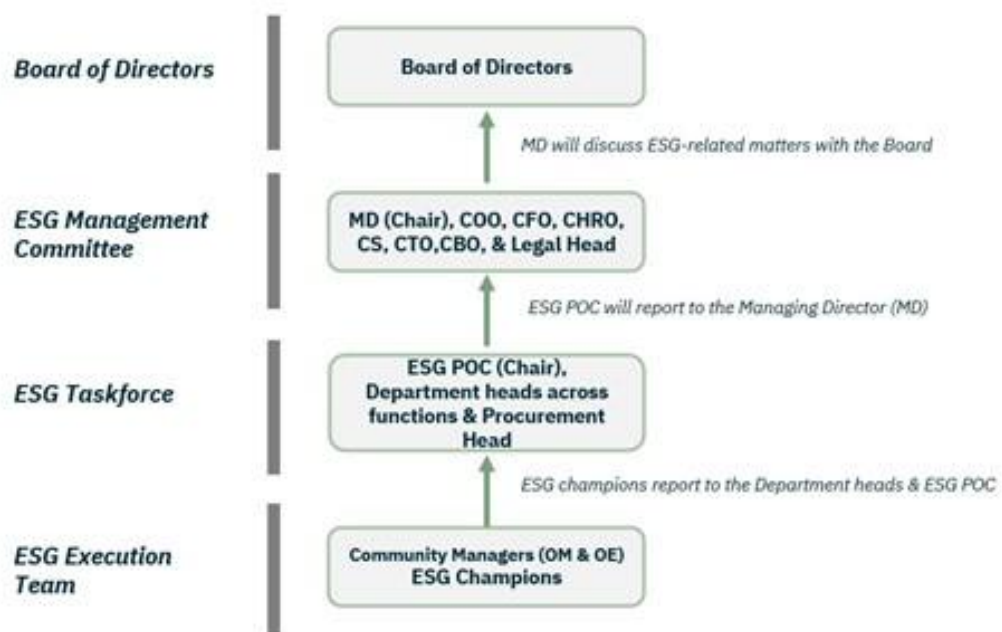 Board of Directors
Board of Directors
MD will discuss ESG-related matters with the Board
ESG Management
Committee
MD (Chair), COO, CFO, CHRO,
CS, CTO,CBO, & Legal Head
ESG POC will report to the Managing Director (MD)
ESG Taskforce
ESG POC (Chair),
Department heads across
functions & Procurement
Head
ESG champions report to the Department heads & ESG POC
ESG Execution
Team
Community Managers (OM & OE)
ESG Champions